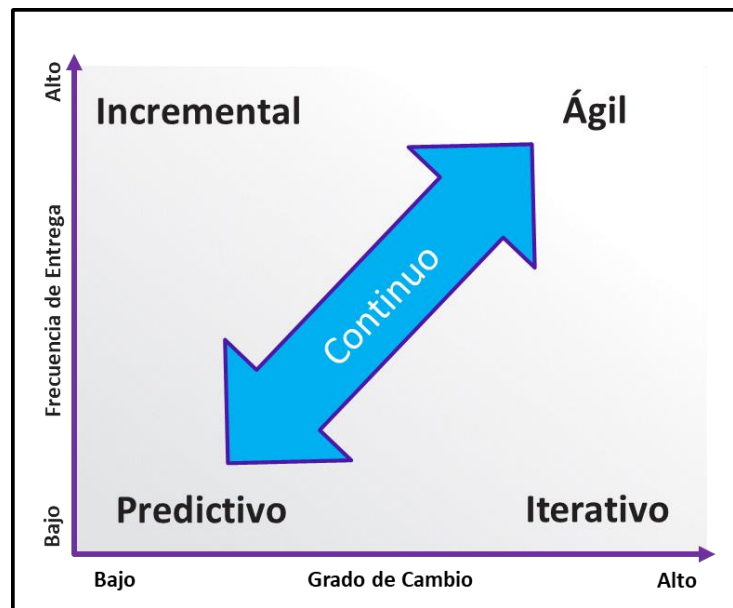 Alto
Incremental
Ágil
Frecuencia de Entrega
Continuo
Predictivo
Iterativo
Bajo
Bajo
Grado de Cambio
Alto